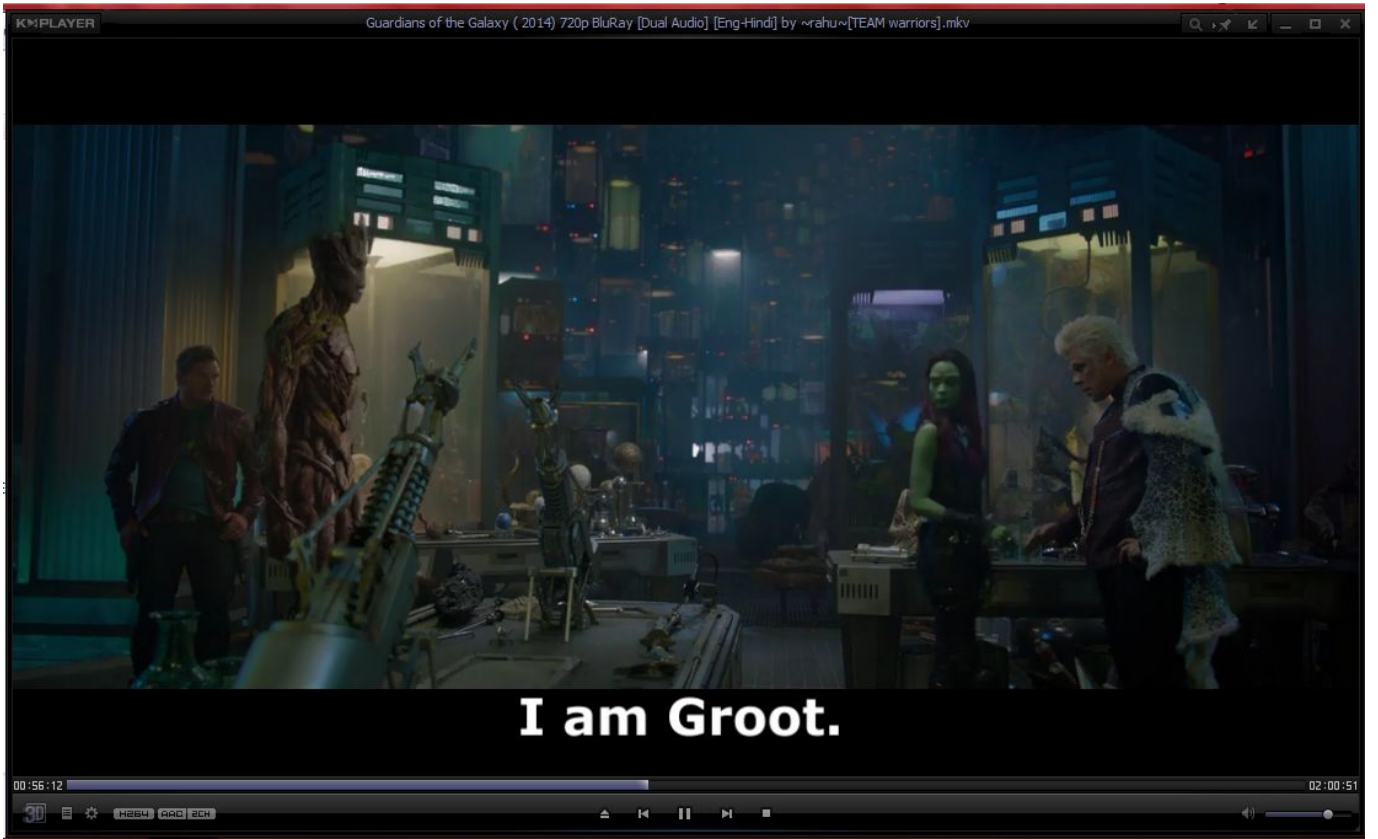 KMPLAYER
Guardians of the Galaxy ( 2014) 720p BluRay [Dual Audio] [Eng-Hindi] by ~rahu~[TEAM warriors].mkv
I am Groot.
00:56:12
02:00:51
3D
H264 AAC 2CH